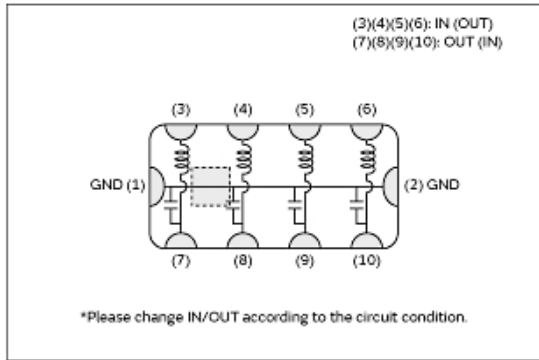 (3)(4)(5)(6): IN (OUT)
(7)(8)(9)(10): OUT (IN)
(3) (4) (5) (6)
GND (1) (2) GND
(7) (8) (9) (10)
*Please change IN/OUT according to the circuit condition.